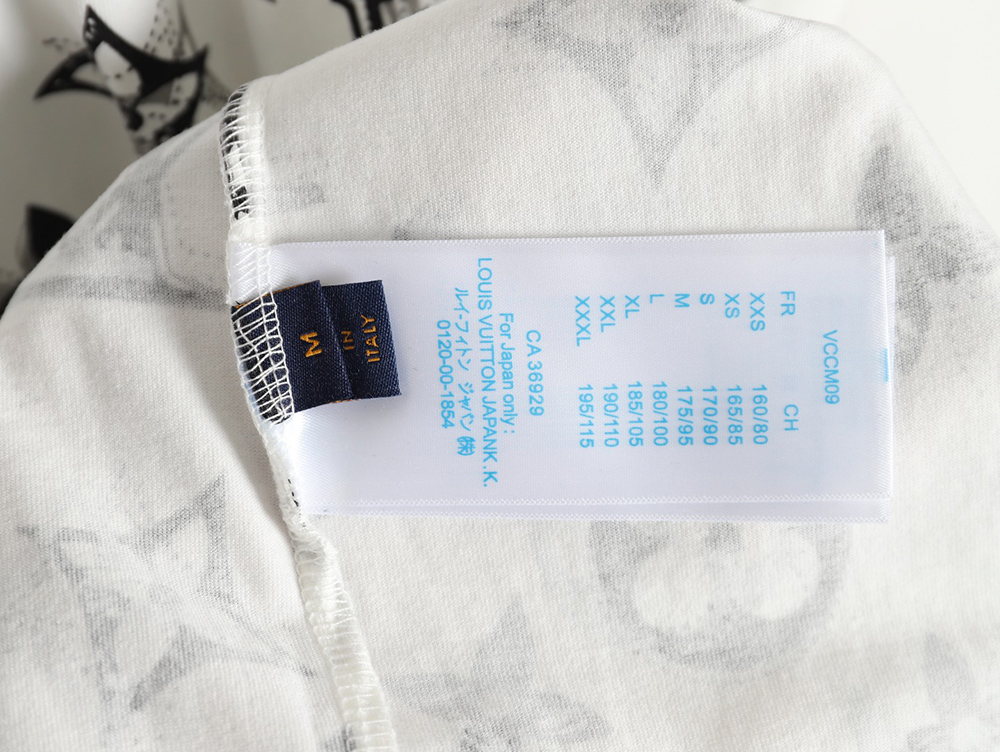 VCCM09
FR CH
XXS 160/80
XS 165/85
S 170/90
M 175/95
L 180/100
XL 185/105
XXL 190/110
XXXL 195/115
CA 36929
For Japan only :
LOUIS VUITTON JAPANK.K.
ルイ・フィトン ジャパン ㈱
0120-00-1854
M
IN
ITALY